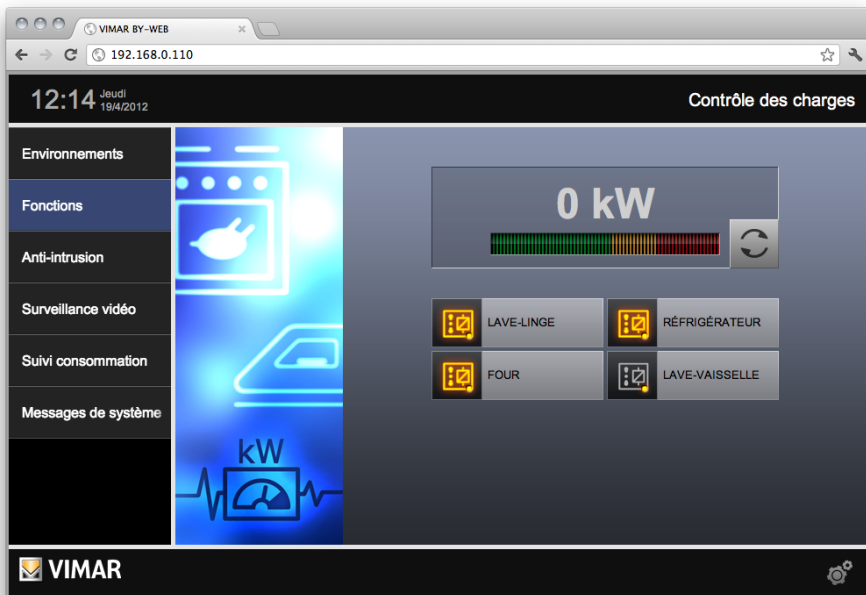 VIMAR BY-WEB
192.168.0.110
12:14 Jeudi
19/4/2012
Contrôle des charges
Environnements
Fonctions
Anti-intrusion
Surveillance vidéo
Suivi consommation
Messages de système
kW
0 kW
LAVE-LINGE
RÉFRIGÉRATEUR
FOUR
LAVE-VAISSELLE
VIMAR